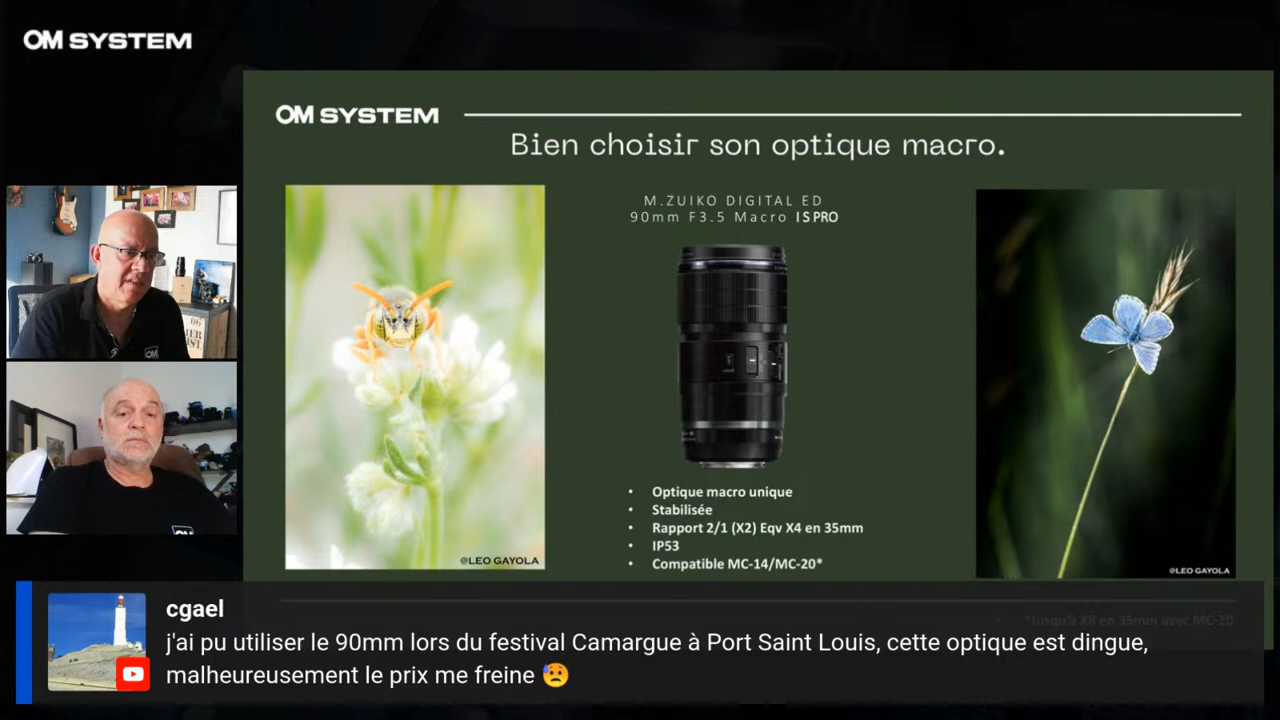 OM SYSTEM
OM SYSTEM
Bien choisir son optique macro.
M.ZUIKO DIGITAL ED
90mm F3.5 Macro IS PRO
• Optique macro unique
• Stabilisée
• Rapport 2/1 (X2) Eqv X4 en 35mm
• IP53
• Compatible MC-14/MC-20*
@LEO GAYOLA
@LEO GAYOLA
• *Jusqu'à X8 en 35mm avec MC-20
cgael
j'ai pu utiliser le 90mm lors du festival Camargue à Port Saint Louis, cette optique est dingue,
malheureusement le prix me freine 😥